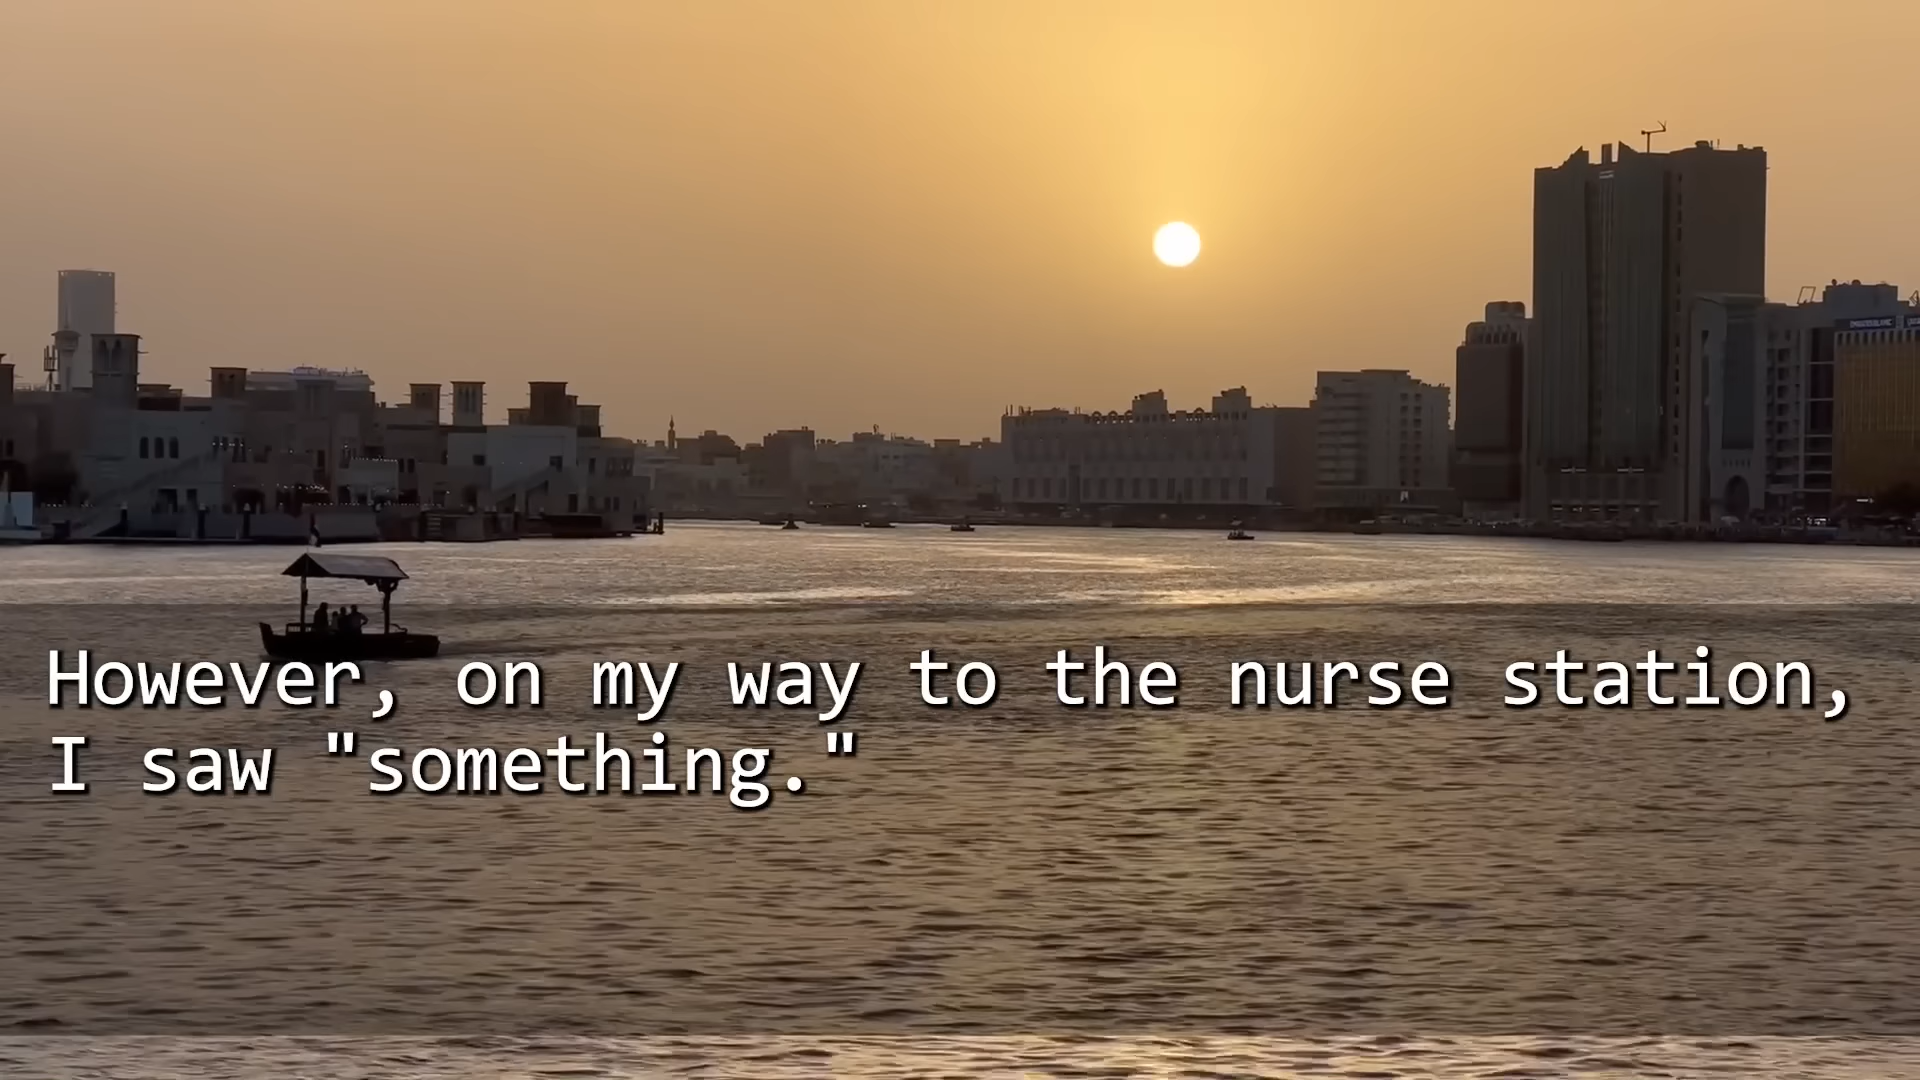 However, on my way to the nurse station,
I saw "something."